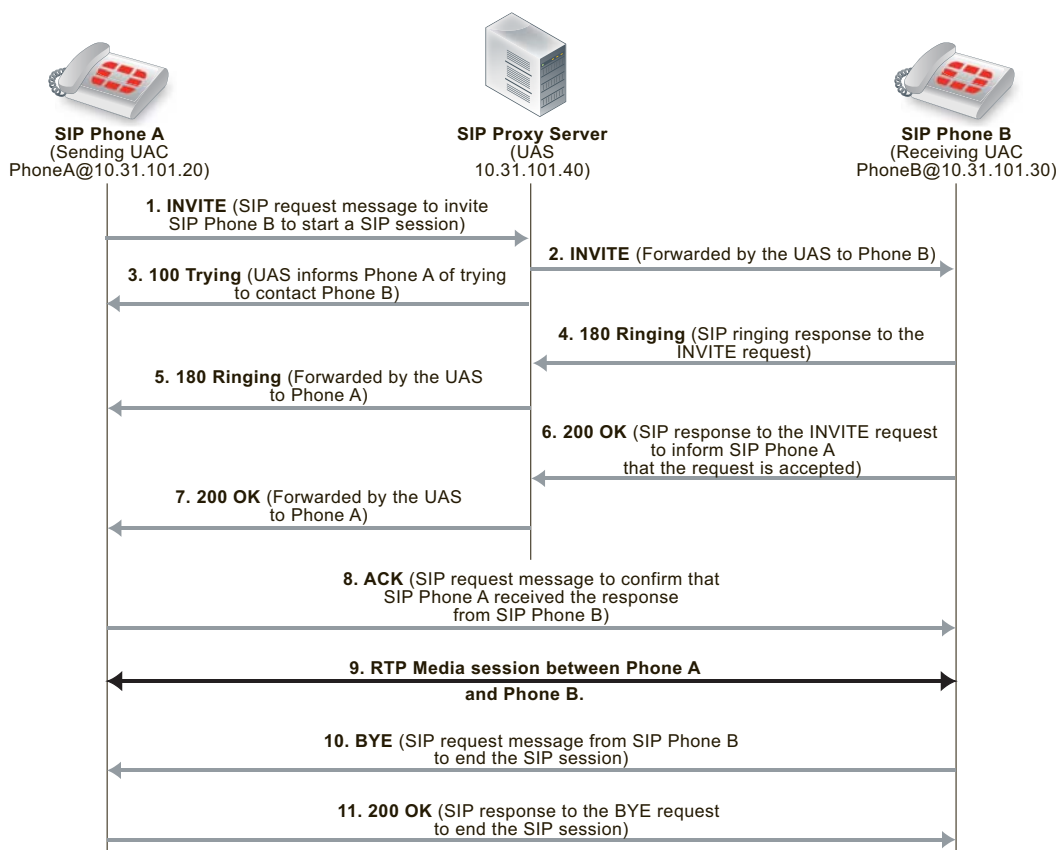 SIP Phone A
(Sending UAC
PhoneA@10.31.101.20)
SIP Proxy Server
(UAS
10.31.101.40)
SIP Phone B
(Receiving UAC
PhoneB@10.31.101.30)
1. INVITE (SIP request message to invite
SIP Phone B to start a SIP session)
2. INVITE (Forwarded by the UAS to Phone B)
3. 100 Trying (UAS informs Phone A of trying
to contact Phone B)
4. 180 Ringing (SIP ringing response to the
INVITE request)
5. 180 Ringing (Forwarded by the UAS
to Phone A)
6. 200 OK (SIP response to the INVITE request
to inform SIP Phone A
that the request is accepted)
7. 200 OK (Forwarded by the UAS
to Phone A)
8. ACK (SIP request message to confirm that
SIP Phone A received the response
from SIP Phone B)
9. RTP Media session between Phone A
and Phone B.
10. BYE (SIP request message from SIP Phone B
to end the SIP session)
11. 200 OK (SIP response to the BYE request
to end the SIP session)